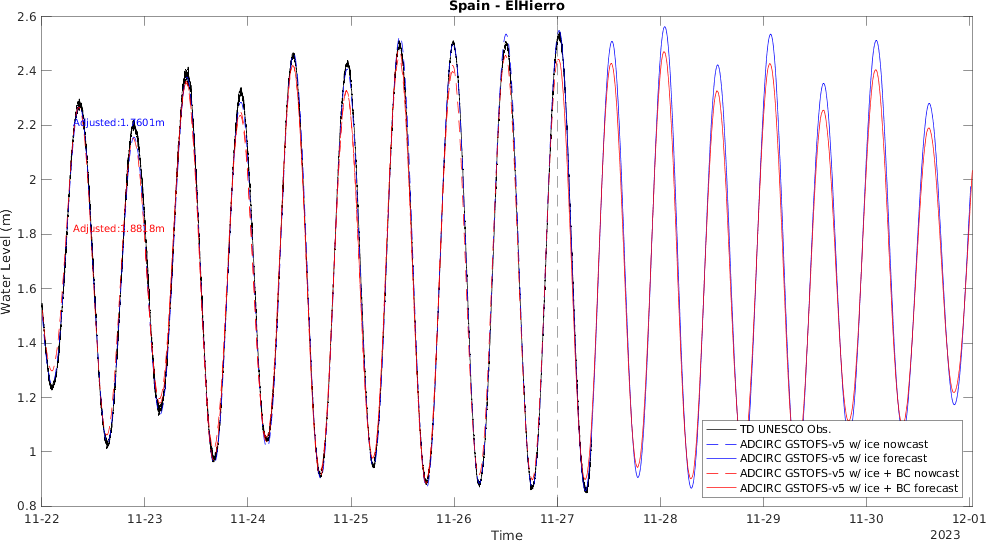 Spain - ElHierro
2.6
2.4
2.2
2
1.8
1.6
1.4
1.2
1
0.8
Water Level (m)
Adjusted:1.7601m
Adjusted:1.8818m
TD UNESCO Obs.
ADCIRC GSTOFS-v5 w/ ice nowcast
ADCIRC GSTOFS-v5 w/ ice forecast
ADCIRC GSTOFS-v5 w/ ice + BC nowcast
ADCIRC GSTOFS-v5 w/ ice + BC forecast
11-22 11-23 11-24 11-25 11-26 11-27 11-28 11-29 11-30 12-01
Time
2023